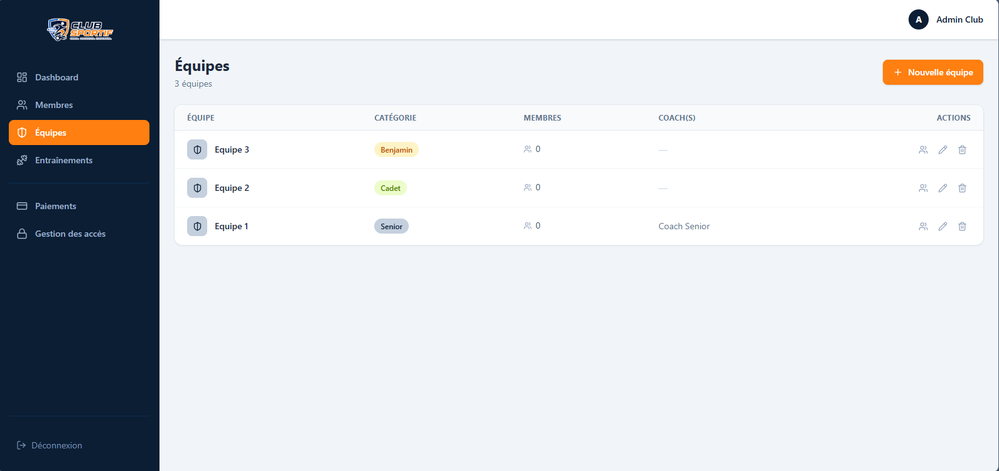 CLUB
SPORTIF
A Admin Club
Dashboard
Membres
Équipes
Entraînements
Paiements
Gestion des accès
Déconnexion
Équipes
3 équipes
+ Nouvelle équipe
ÉQUIPE CATÉGORIE MEMBRES COACH(S) ACTIONS
Equipe 3 Benjamin 0 —
Equipe 2 Cadet 0 —
Equipe 1 Senior 0 Coach Senior